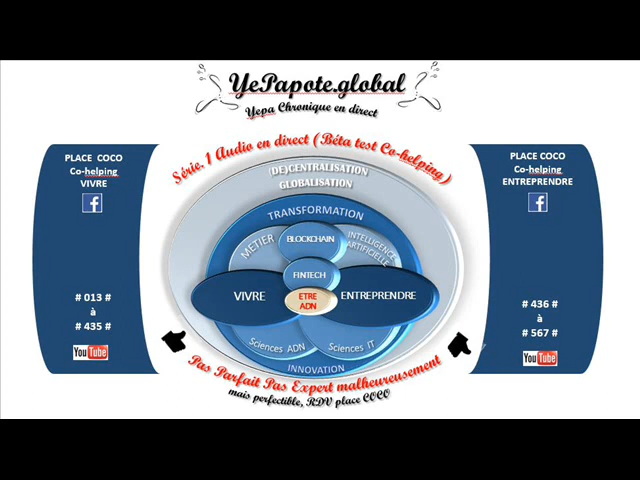 YePapote.global
Yepa Chronique en direct
Série, 1 Audio en direct (Béta test Co-helping)
PLACE COCO
Co-helping
VIVRE
# 013 #
à
# 435 #
YouTube
(DE)CENTRALISATION
GLOBALISATION
TRANSFORMATION
METIER
BLOCKCHAIN
INTELLIGENCE
ARTIFICIELLE
FINTECH
VIVRE
ETRE
ADN
ENTREPRENDRE
Sciences ADN
Sciences IT
INNOVATION
PLACE COCO
Co-helping
ENTREPRENDRE
# 436 #
à
# 567 #
YouTube
Pas Parfait Pas Expert malheureusement
mais perfectible, RDV place COCO